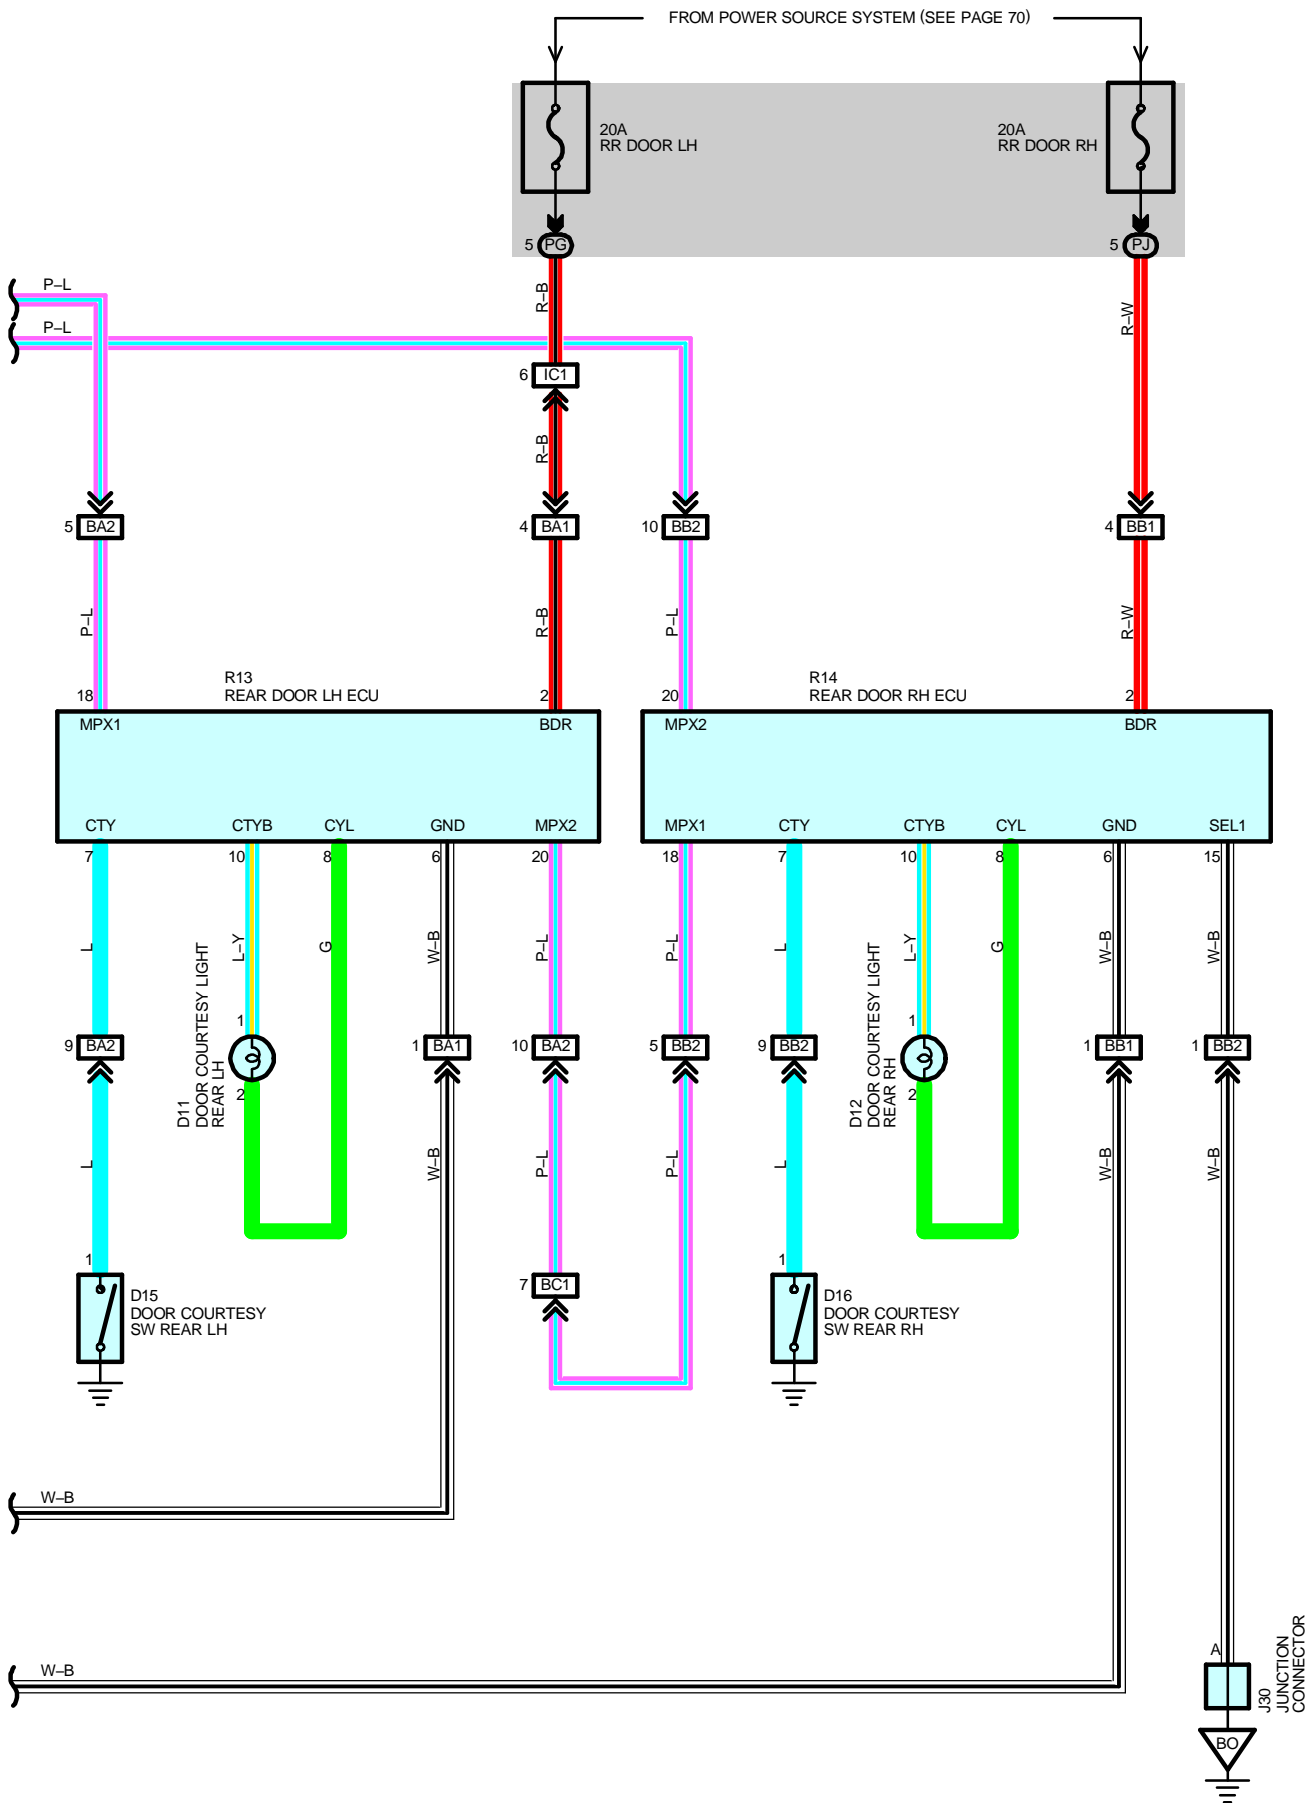 FROM POWER SOURCE SYSTEM (SEE PAGE 70)
20A
RR DOOR LH
20A
RR DOOR RH
5 PG
5 PJ
P–L
R–B
R–W
P–L
6 IC1
R–B
5 BA2
4 BA1
10 BB2
4 BB1
P–L
R–B
P–L
R–W
R13
REAR DOOR LH ECU
R14
REAR DOOR RH ECU
18
2
20
2
MPX1
BDR
MPX2
BDR
CTY
CTYB
CYL
GND
MPX2
MPX1
CTY
CTYB
CYL
GND
SEL1
7
10
8
6
20
18
7
10
8
6
15
L
L–Y
G
W–B
P–L
P–L
L
L–Y
G
W–B
W–B
1
1
9 BA2
D11
DOOR COURTESY LIGHT
REAR LH
1 BA1
10 BA2
5 BB2
9 BB2
D12
DOOR COURTESY LIGHT
REAR RH
1 BB1
1 BB2
2
2
L
W–B
P–L
P–L
L
W–B
W–B
1
1
D15
DOOR COURTESY
SW REAR LH
7 BC1
D16
DOOR COURTESY
SW REAR RH
W–B
W–B
A
J30
JUNCTION
CONNECTOR
BO